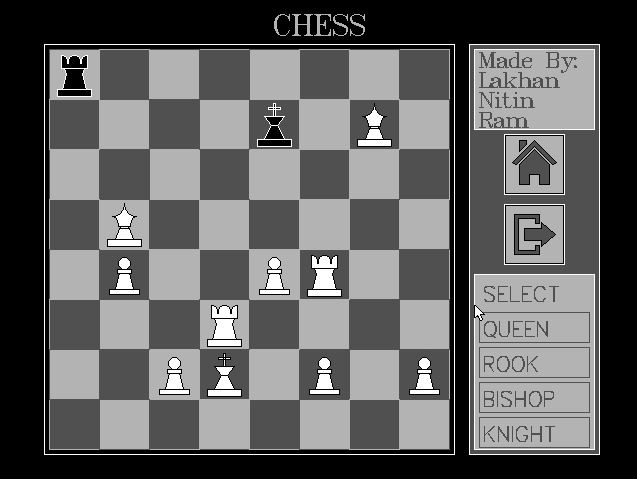 CHESS
Made By:
Lakhan
Nitin
Ram
SELECT
QUEEN
ROOK
BISHOP
KNIGHT